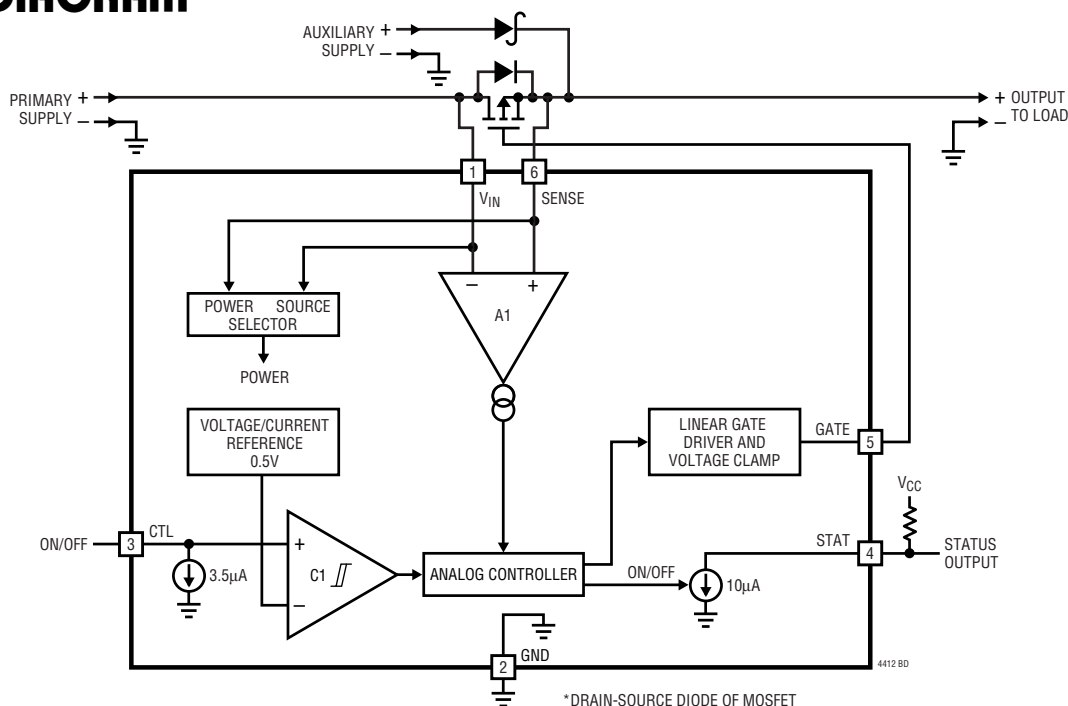 AUXILIARY +
SUPPLY –
PRIMARY +
SUPPLY –
+ OUTPUT
– TO LOAD
1
6
VIN
SENSE
– +
A1
POWER SOURCE
SELECTOR
POWER
VOLTAGE/CURRENT
REFERENCE
0.5V
LINEAR GATE
DRIVER AND
VOLTAGE CLAMP
GATE
5
VCC
ON/OFF
3
CTL
3.5µA
+
–
C1
ANALOG CONTROLLER
ON/OFF
10µA
STAT
4
STATUS
OUTPUT
2
GND
4412 BD
*DRAIN-SOURCE DIODE OF MOSFET